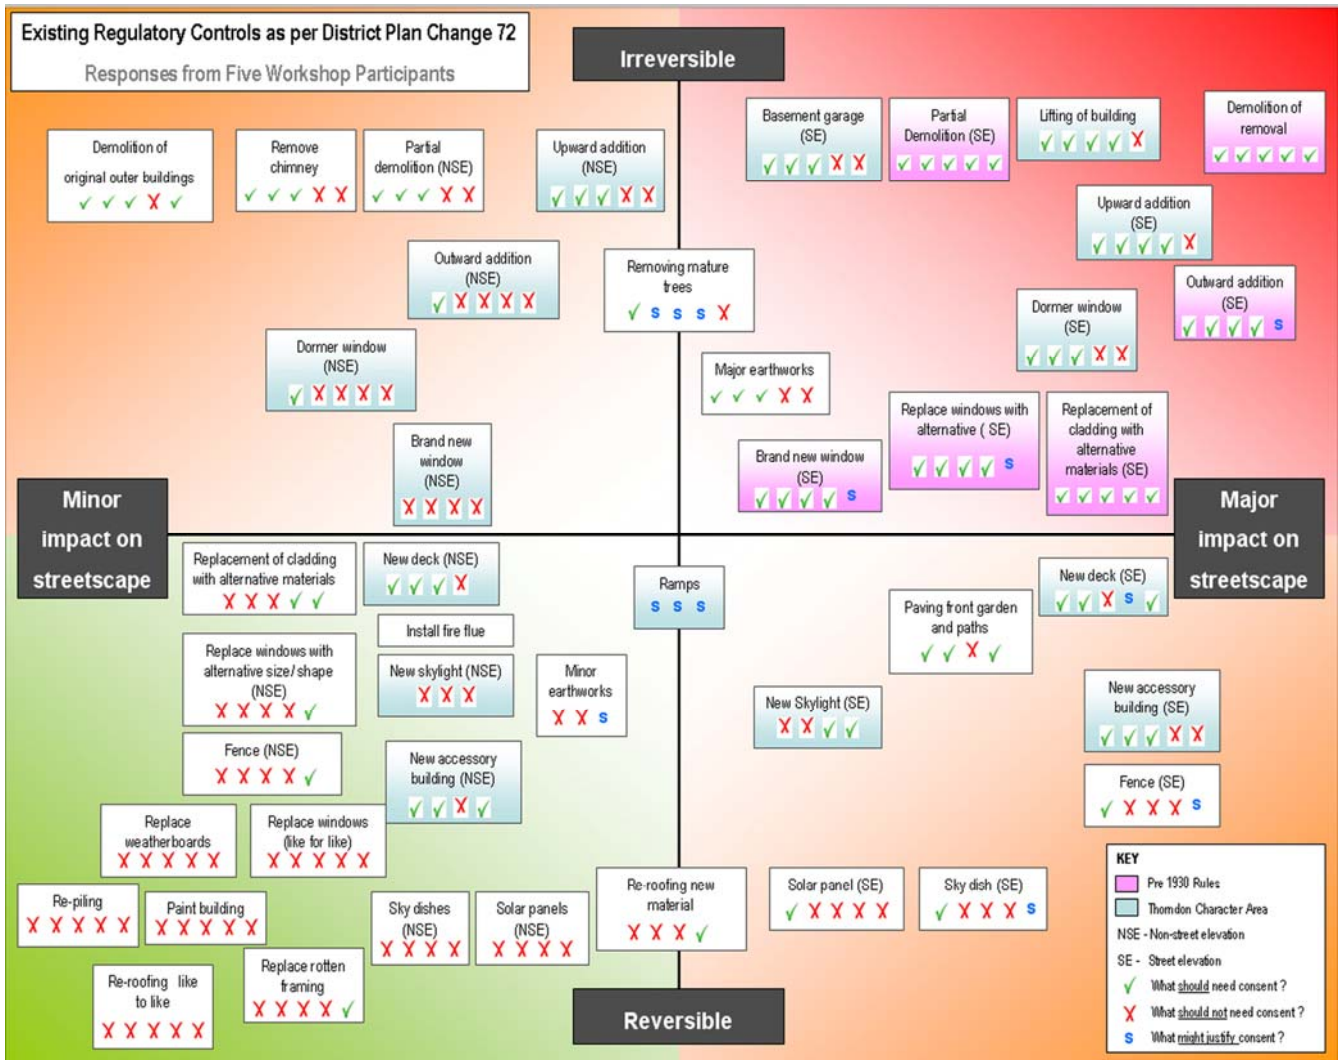 Existing Regulatory Controls as per District Plan Change 72
Responses from Five Workshop Participants
Irreversible
Demolition of
original outer buildings
✓ ✓ ✓ X ✓
Remove
chimney
✓ ✓ ✓ X X
Partial
demolition (NSE)
✓ ✓ ✓ X X
Upward addition
(NSE)
✓ ✓ ✓ X X
Basement garage
(SE)
✓ ✓ ✓ X X
Partial
Demolition (SE)
✓ ✓ ✓ ✓ ✓
Lifting of building
✓ ✓ ✓ ✓ X
Demolition of
removal
✓ ✓ ✓ ✓ ✓
Upward addition
(SE)
✓ ✓ ✓ ✓ X
Outward addition
(NSE)
✓ X X X X
Removing mature
trees
✓ S S S X
Outward addition
(SE)
✓ ✓ ✓ ✓ S
Dormer window
(NSE)
✓ X X X X
Dormer window
(SE)
✓ ✓ ✓ X X
Major earthworks
✓ ✓ ✓ X X
Brand new
window
(NSE)
X X X X
Brand new window
(SE)
✓ ✓ ✓ ✓ S
Replace windows with
alternative ( SE)
✓ ✓ ✓ ✓ S
Replacement of
cladding with
alternative
materials (SE)
✓ ✓ ✓ ✓ ✓
Minor
impact on
streetscape
Major
impact on
streetscape
Replacement of cladding
with alternative materials
X X X ✓ ✓
New deck (NSE)
✓ ✓ ✓ X
Ramps
S S S
New deck (SE)
✓ ✓ X S ✓
Paving front garden
and paths
✓ ✓ X ✓
Install fire flue
Replace windows with
alternative size/shape
(NSE)
X X X X ✓
New skylight (NSE)
X X X
Minor
earthworks
X X S
New Skylight (SE)
X X ✓ ✓
New accessory
building (SE)
✓ ✓ ✓ X X
Fence (NSE)
X X X X ✓
New accessory
building (NSE)
✓ ✓ X ✓
Fence (SE)
✓ X X X S
Replace
weatherboards
X X X X X
Replace windows
(like for like)
X X X X X
Re-piling
X X X X X
Paint building
X X X X X
Sky dishes
(NSE)
X X X X
Solar panels
(NSE)
X X X X
Re-roofing new
material
X X X ✓
Solar panel (SE)
✓ X X X X
Sky dish (SE)
✓ X X X S
Re-roofing like
to like
X X X X X
Replace rotten
framing
X X X X ✓
Reversible
KEY
Pre 1930 Rules
Thorndon Character Area
NSE - Non-street elevation
SE - Street elevation
✓ What should need consent ?
X What should not need consent ?
S What might justify consent ?